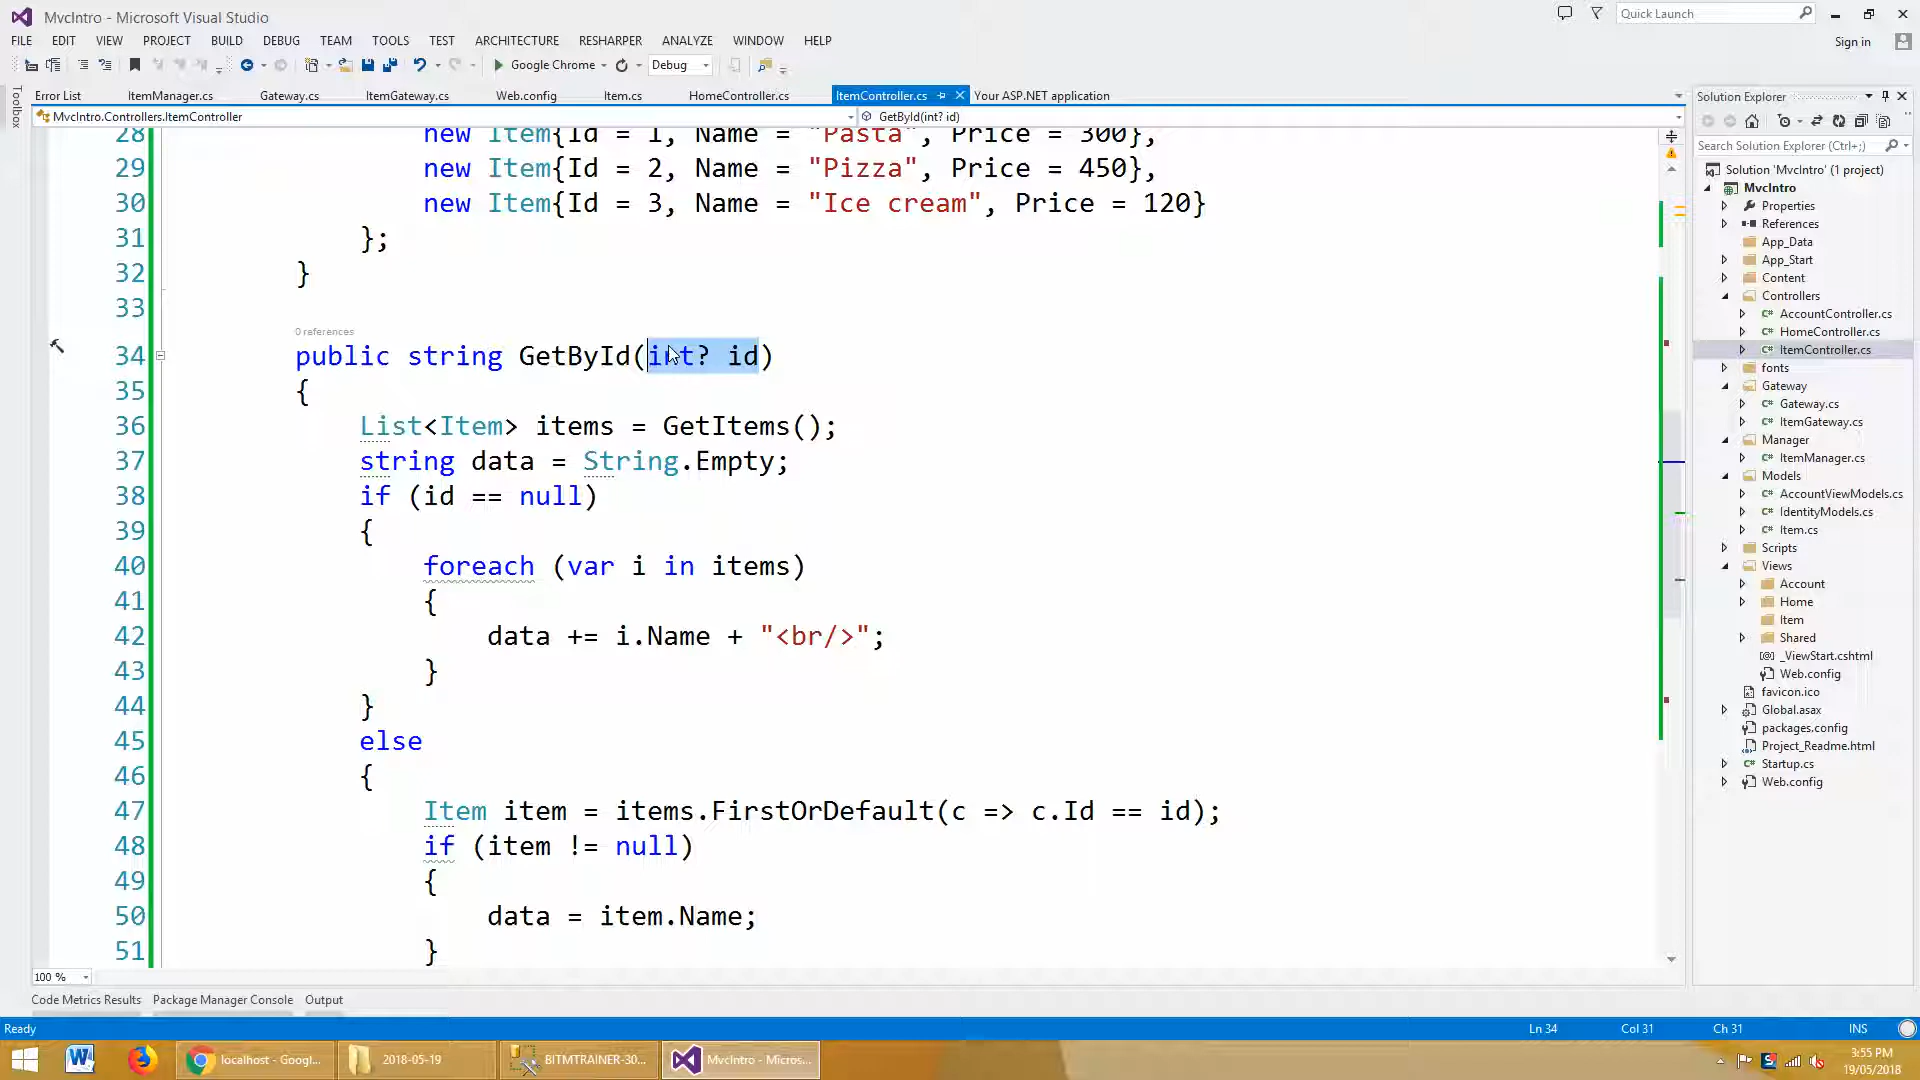 MvcIntro - Microsoft Visual Studio
Quick Launch
FILE EDIT VIEW PROJECT BUILD DEBUG TEAM TOOLS TEST ARCHITECTURE RESHARPER ANALYZE WINDOW HELP
Sign in
Google Chrome
Debug
Toolbox
Error List ItemManager.cs Gateway.cs ItemGateway.cs Web.config Item.cs HomeController.cs ItemController.cs Your ASP.NET application
MvcIntro.Controllers.ItemController
GetById(int? id)
28 new Item{Id = 1, Name = "Pasta", Price = 300},
29 new Item{Id = 2, Name = "Pizza", Price = 450},
30 new Item{Id = 3, Name = "Ice cream", Price = 120}
31 };
32 }
33
0 references
34 public string GetById(int? id)
35 {
36 List<Item> items = GetItems();
37 string data = String.Empty;
38 if (id == null)
39 {
40 foreach (var i in items)
41 {
42 data += i.Name + "<br/>";
43 }
44 }
45 else
46 {
47 Item item = items.FirstOrDefault(c => c.Id == id);
48 if (item != null)
49 {
50 data = item.Name;
51 }
100 %
Solution Explorer
Search Solution Explorer (Ctrl+;)
Solution 'MvcIntro' (1 project)
MvcIntro
Properties
References
App_Data
App_Start
Content
Controllers
C# AccountController.cs
C# HomeController.cs
C# ItemController.cs
fonts
Gateway
C# Gateway.cs
C# ItemGateway.cs
Manager
C# ItemManager.cs
Models
C# AccountViewModels.cs
C# IdentityModels.cs
C# Item.cs
Scripts
Views
Account
Home
Item
Shared
_ViewStart.cshtml
Web.config
favicon.ico
Global.asax
packages.config
Project_Readme.html
C# Startup.cs
Web.config
Code Metrics Results Package Manager Console Output
Ready
Ln 34 Col 31 Ch 31 INS
localhost - Googl...
2018-05-19
BITMTRAINER-30...
MvcIntro - Micros...
3:55 PM
19/05/2018